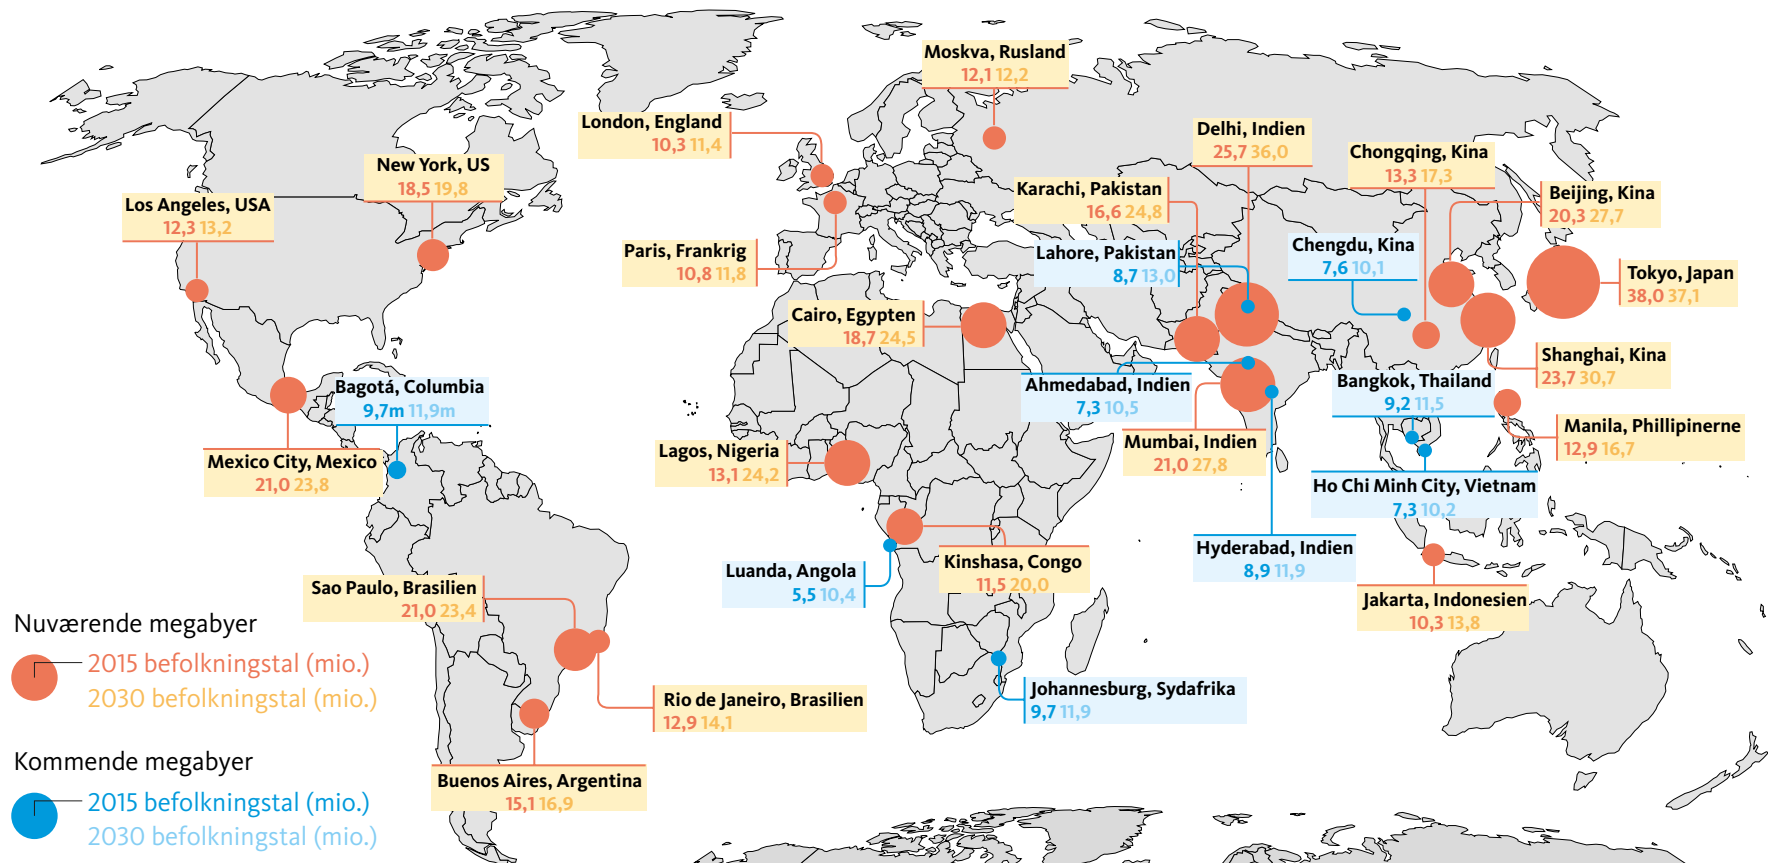 Moskva, Rusland
12,1 12,2
London, England
10,3 11,4
Delhi, Indien
25,7 36,0
Chongqing, Kina
13,3 17,3
New York, US
18,5 19,8
Karachi, Pakistan
16,6 24,8
Beijing, Kina
20,3 27,7
Los Angeles, USA
12,3 13,2
Paris, Frankrig
10,8 11,8
Lahore, Pakistan
8,7 13,0
Chengdu, Kina
7,6 10,1
Tokyo, Japan
38,0 37,1
Cairo, Egypten
18,7 24,5
Shanghai, Kina
23,7 30,7
Bagotá, Columbia
9,7m 11,9m
Ahmedabad, Indien
7,3 10,5
Bangkok, Thailand
9,2 11,5
Manila, Phillipinerne
12,9 16,7
Mumbai, Indien
21,0 27,8
Lagos, Nigeria
13,1 24,2
Mexico City, Mexico
21,0 23,8
Ho Chi Minh City, Vietnam
7,3 10,2
Hyderabad, Indien
8,9 11,9
Kinshasa, Congo
11,5 20,0
Luanda, Angola
5,5 10,4
Sao Paulo, Brasilien
21,0 23,4
Jakarta, Indonesien
10,3 13,8
Johannesburg, Sydafrika
9,7 11,9
Rio de Janeiro, Brasilien
12,9 14,1
Buenos Aires, Argentina
15,1 16,9
Nuværende megabyer
2015 befolkningstal (mio.)
2030 befolkningstal (mio.)
Kommende megabyer
2015 befolkningstal (mio.)
2030 befolkningstal (mio.)